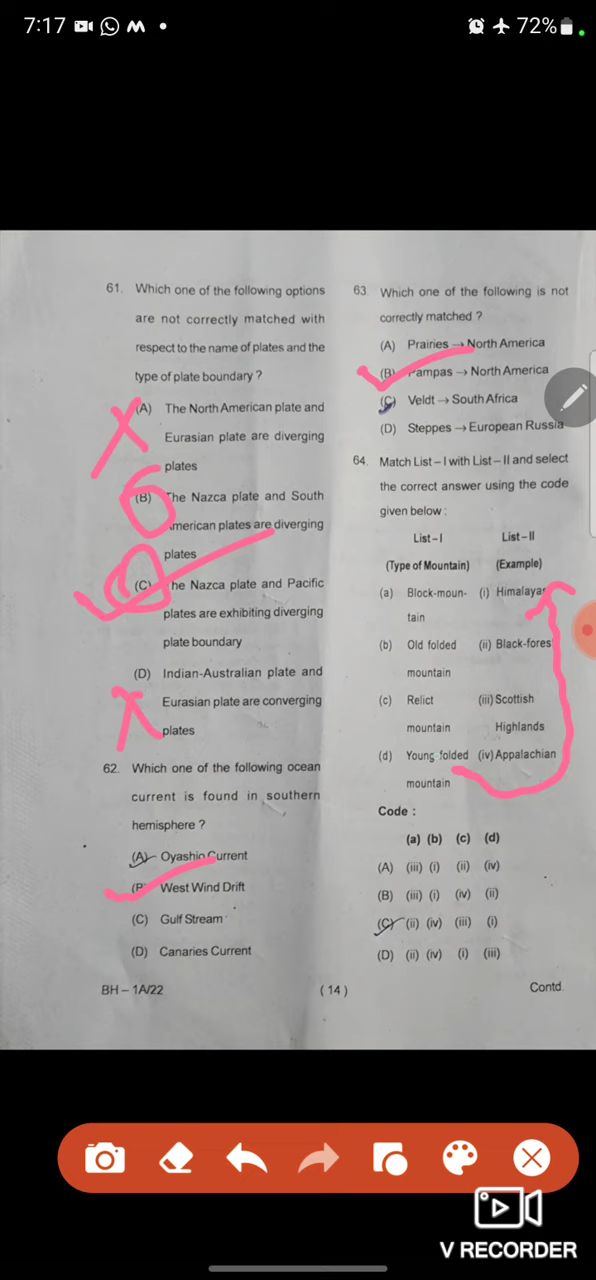 7:17
72%
61. Which one of the following options
are not correctly matched with
respect to the name of plates and the
type of plate boundary ?
(A) The North American plate and
Eurasian plate are diverging
plates
(B) The Nazca plate and South
American plates are diverging
plates
(C) The Nazca plate and Pacific
plates are exhibiting diverging
plate boundary
(D) Indian-Australian plate and
Eurasian plate are converging
plates
62. Which one of the following ocean
current is found in southern
hemisphere ?
(A) Oyashio Current
(B) West Wind Drift
(C) Gulf Stream
(D) Canaries Current
BH – 1A/22
63. Which one of the following is not
correctly matched ?
(A) Prairies → North America
(B) Pampas → North America
(C) Veldt → South Africa
(D) Steppes → European Russia
64. Match List – I with List – II and select
the correct answer using the code
given below :
List – I List – II
(Type of Mountain) (Example)
(a) Block-moun- (i) Himalayan
tain
(b) Old folded (ii) Black-forest
mountain
(c) Relict (iii) Scottish
mountain Highlands
(d) Young folded (iv) Appalachian
mountain
Code :
(a) (b) (c) (d)
(A) (iii) (i) (ii) (iv)
(B) (iii) (i) (iv) (ii)
(C) (ii) (iv) (iii) (i)
(D) (ii) (iv) (i) (iii)
( 14 )
Contd.
V RECORDER